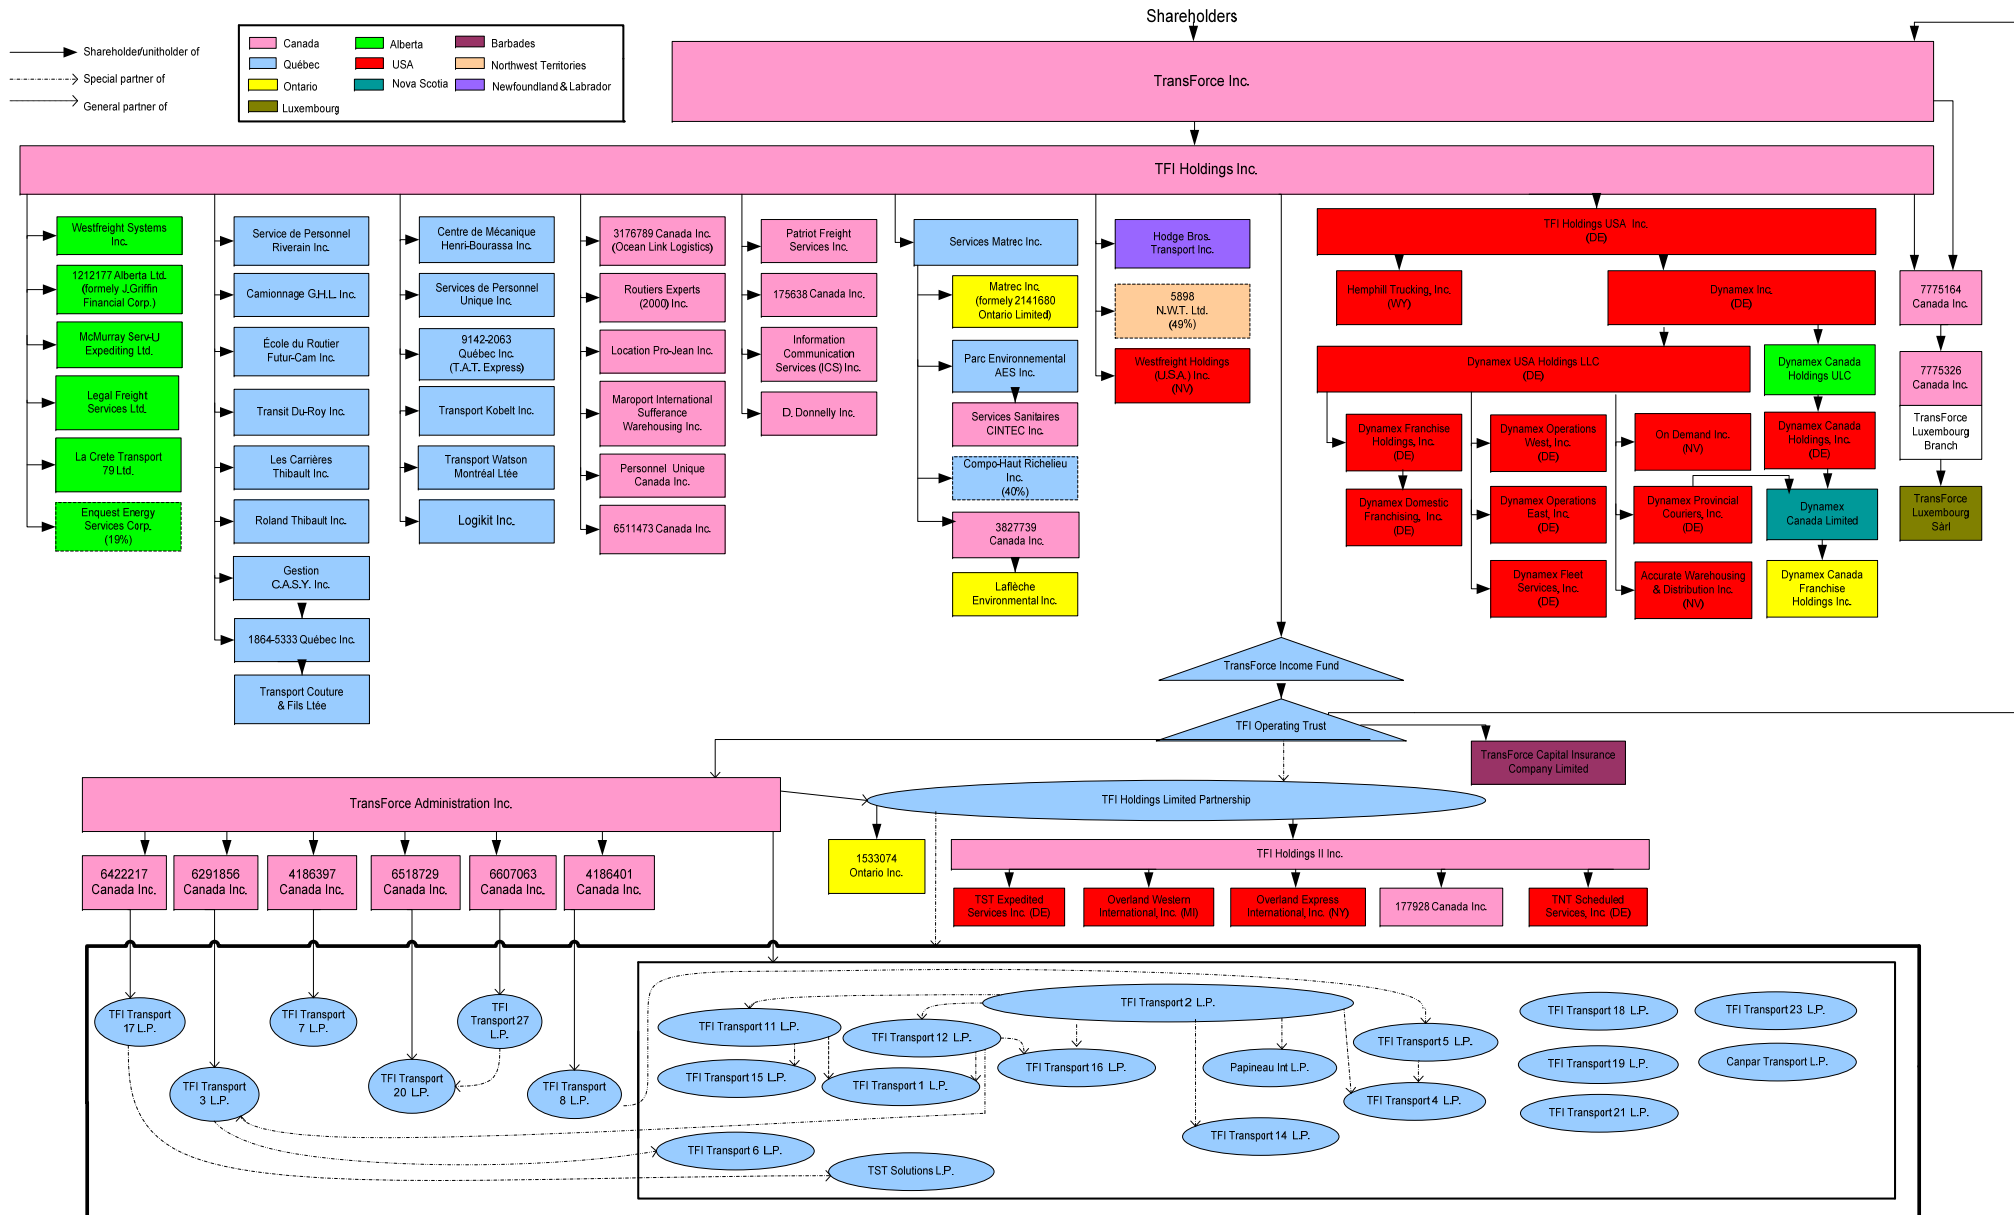 Shareholders
Shareholder/unitholder of
Special partner of
General partner of
Canada
Québec
Ontario
Luxembourg
Alberta
USA
Nova Scotia
Barbades
Northwest Territories
Newfoundland & Labrador
TransForce Inc.
TFI Holdings Inc.
Westfreight Systems
Inc.
1212177 Alberta Ltd.
(formely J.Griffin
Financial Corp.)
McMurray Serv-U
Expediting Ltd.
Legal Freight
Services Ltd.
La Crete Transport
79 Ltd.
Enquest Energy
Services Corp.
(19%)
Service de Personnel
Riverain Inc.
Camionnage G.H.L. Inc.
École du Routier
Futur-Cam Inc.
Transit Du-Roy Inc.
Les Carrières
Thibault Inc.
Roland Thibault Inc.
Gestion
C.A.S.Y. Inc.
1864-5333 Québec Inc.
Transport Couture
& Fils Ltée
Centre de Mécanique
Henri-Bourassa Inc.
Services de Personnel
Unique Inc.
9142-2063
Québec Inc.
(T.A.T. Express)
Transport Kobelt Inc.
Transport Watson
Montréal Ltée
Logikit Inc.
3176789 Canada Inc.
(Ocean Link Logistics)
Routiers Experts
(2000) Inc.
Location Pro-Jean Inc.
Maroport International
Sufferance
Warehousing Inc.
Personnel Unique
Canada Inc.
6511473 Canada Inc.
Patriot Freight
Services Inc.
175638 Canada Inc.
Information
Communication
Services (ICS) Inc.
D. Donnelly Inc.
Services Matrec Inc.
Matrec Inc.
(formely 2141680
Ontario Limited)
Parc Environnemental
AES Inc.
Services Sanitaires
CINTEC Inc.
Compo-Haut Richelieu
Inc.
(40%)
3827739
Canada Inc.
Laflèche
Environmental Inc.
Hodge Bros.
Transport Inc.
5898
N.W.T. Ltd.
(49%)
Westfreight Holdings
(U.S.A.) Inc.
(NV)
TFI Holdings USA Inc.
(DE)
Hemphill Trucking, Inc.
(WY)
Dynamex Inc.
(DE)
Dynamex USA Holdings LLC
(DE)
Dynamex Canada
Holdings ULC
Dynamex Franchise
Holdings, Inc.
(DE)
Dynamex Operations
West, Inc.
(DE)
On Demand Inc.
(NV)
Dynamex Canada
Holdings, Inc.
(DE)
Dynamex Domestic
Franchising, Inc.
(DE)
Dynamex Operations
East, Inc.
(DE)
Dynamex Provincial
Couriers, Inc.
(DE)
Dynamex
Canada Limited
Dynamex Fleet
Services, Inc.
(DE)
Accurate Warehousing
& Distribution Inc.
(NV)
Dynamex Canada
Franchise
Holdings Inc.
7775164
Canada Inc.
7775326
Canada Inc.
TransForce
Luxembourg
Branch
TransForce
Luxembourg
Sàrl
TransForce Income Fund
TFI Operating Trust
TransForce Capital Insurance
Company Limited
TransForce Administration Inc.
TFI Holdings Limited Partnership
1533074
Ontario Inc.
TFI Holdings II Inc.
TST Expedited
Services Inc. (DE)
Overland Western
International, Inc. (MI)
Overland Express
International, Inc. (NY)
177928 Canada Inc.
TNT Scheduled
Services, Inc. (DE)
6422217
Canada Inc.
6291856
Canada Inc.
4186397
Canada Inc.
6518729
Canada Inc.
6607063
Canada Inc.
4186401
Canada Inc.
TFI Transport
17 L.P.
TFI Transport
3 L.P.
TFI Transport
7 L.P.
TFI Transport
20 L.P.
TFI
Transport 27
L.P.
TFI Transport
8 L.P.
TFI Transport 2 L.P.
TFI Transport 11 L.P.
TFI Transport 12 L.P.
TFI Transport 15 L.P.
TFI Transport 1 L.P.
TFI Transport 16 L.P.
Papineau Int L.P.
TFI Transport 5 L.P.
TFI Transport 4 L.P.
TFI Transport 14 L.P.
TFI Transport 6 L.P.
TST Solutions L.P.
TFI Transport 18 L.P.
TFI Transport 23 L.P.
TFI Transport 19 L.P.
Canpar Transport L.P.
TFI Transport 21 L.P.